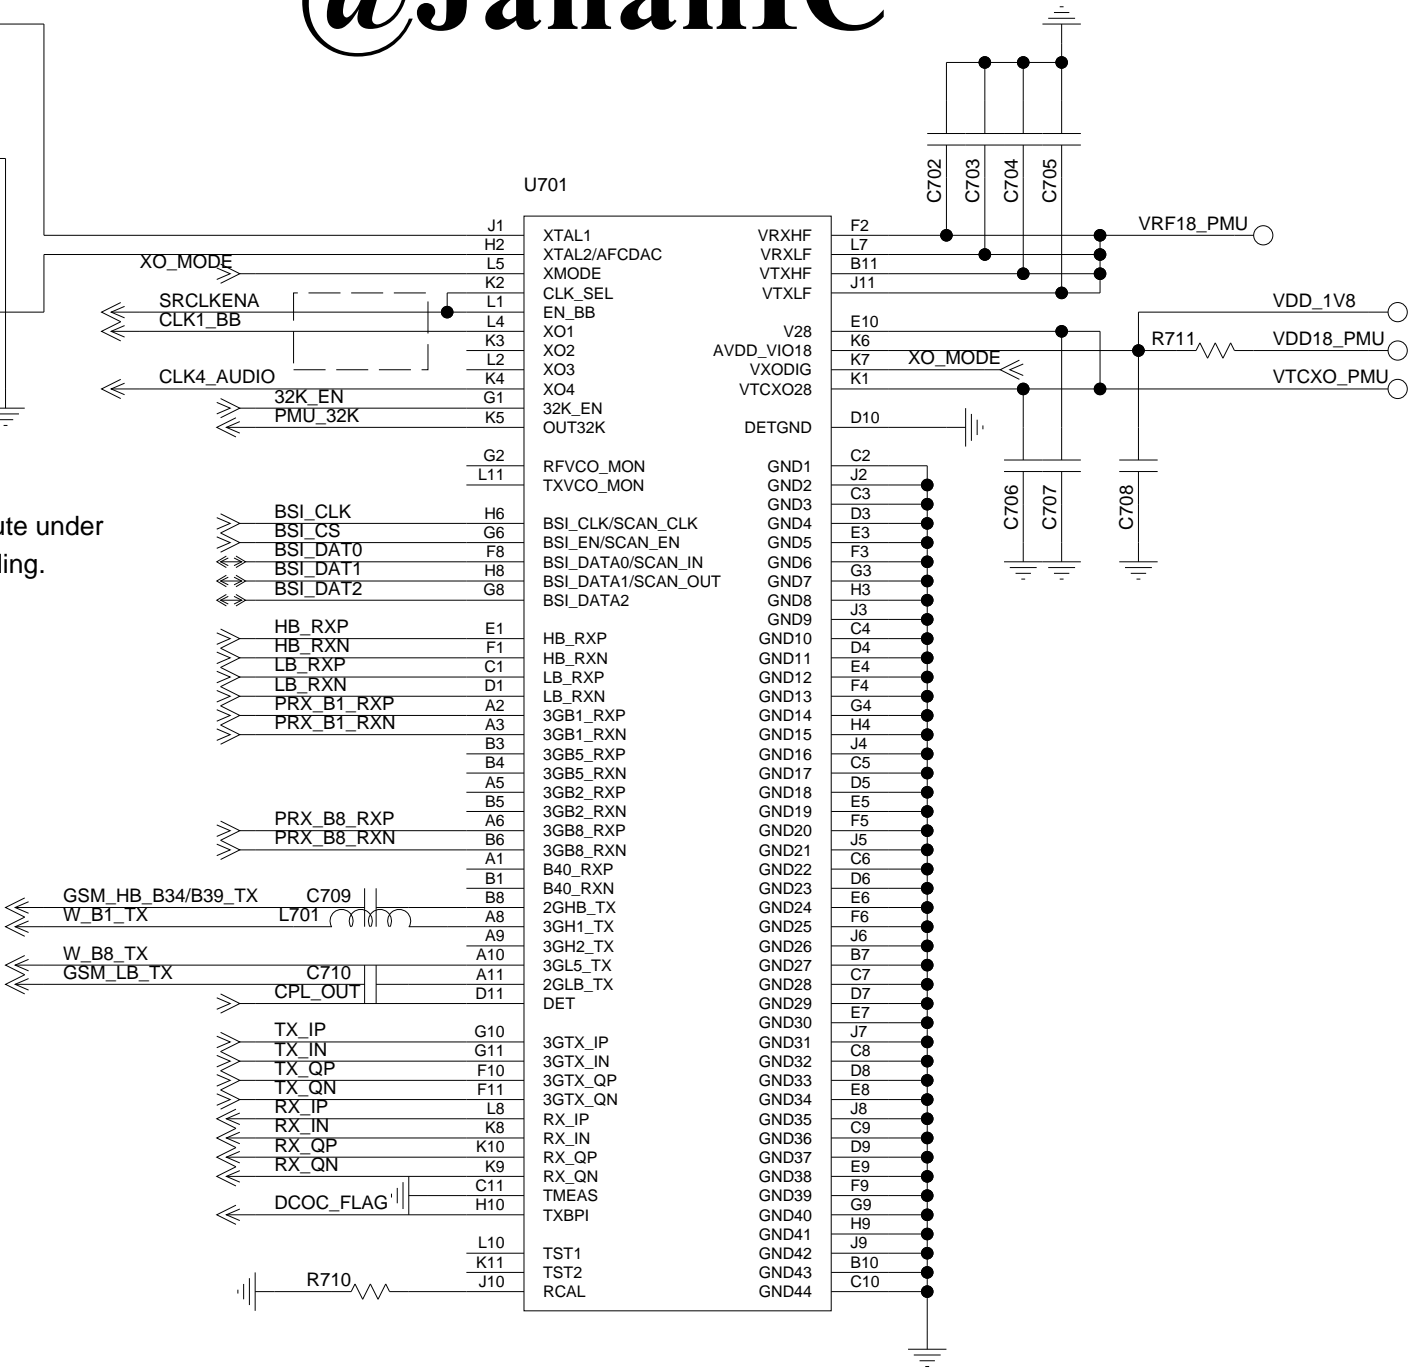 @JahanIC
U701
C702
C703
C704
C705
J1 XTAL1 VRXHF F2 VRF18_PMU
H2 XTAL2/AFCDAC VRXLF L7
XO_MODE L5 XMODE VTXHF B11
K2 CLK_SEL VTXLF J11
SRCLKENA L1 EN_BB VDD_1V8
CLK1_BB L4 XO1 V28 E10
K3 XO2 AVDD_VIO18 K6 R711 VDD18_PMU
L2 XO3 VXODIG K7 XO_MODE
CLK4_AUDIO K4 XO4 VTCXO28 K1 VTCXO_PMU
32K_EN G1 32K_EN
PMU_32K K5 OUT32K DETGND D10
G2 RFVCO_MON GND1 C2
L11 TXVCO_MON GND2 J2
C706
C707
C708
GND3 C3
ute under
BSI_CLK H6 BSI_CLK/SCAN_CLK GND4 D3
BSI_CS G6 BSI_EN/SCAN_EN GND5 E3
ling.
BSI_DAT0 F8 BSI_DATA0/SCAN_IN GND6 F3
BSI_DAT1 H8 BSI_DATA1/SCAN_OUT GND7 G3
BSI_DAT2 G8 BSI_DATA2 GND8 H3
GND9 J3
HB_RXP E1 HB_RXP GND10 C4
HB_RXN F1 HB_RXN GND11 D4
LB_RXP C1 LB_RXP GND12 E4
LB_RXN D1 LB_RXN GND13 F4
PRX_B1_RXP A2 3GB1_RXP GND14 G4
PRX_B1_RXN A3 3GB1_RXN GND15 H4
B3 3GB5_RXP GND16 J4
B4 3GB5_RXN GND17 C5
A5 3GB2_RXP GND18 D5
B5 3GB2_RXN GND19 E5
PRX_B8_RXP A6 3GB8_RXP GND20 F5
PRX_B8_RXN B6 3GB8_RXN GND21 J5
A1 B40_RXP GND22 C6
B1 B40_RXN GND23 D6
GSM_HB_B34/B39_TX C709 B8 2GHB_TX GND24 E6
W_B1_TX L701 A8 3GH1_TX GND25 F6
A9 3GH2_TX GND26 J6
W_B8_TX A10 3GL5_TX GND27 B7
GSM_LB_TX C710 A11 2GLB_TX GND28 C7
CPL_OUT D11 DET GND29 D7
GND30 E7
TX_IP G10 3GTX_IP GND31 J7
TX_IN G11 3GTX_IN GND32 C8
TX_QP F10 3GTX_QP GND33 D8
TX_QN F11 3GTX_QN GND34 E8
RX_IP L8 RX_IP GND35 J8
RX_IN K8 RX_IN GND36 C9
RX_QP K10 RX_QP GND37 D9
RX_QN K9 RX_QN GND38 E9
C11 TMEAS GND39 F9
DCOC_FLAG H10 TXBPI GND40 G9
GND41 H9
L10 TST1 GND42 J9
K11 TST2 GND43 B10
R710 J10 RCAL GND44 C10